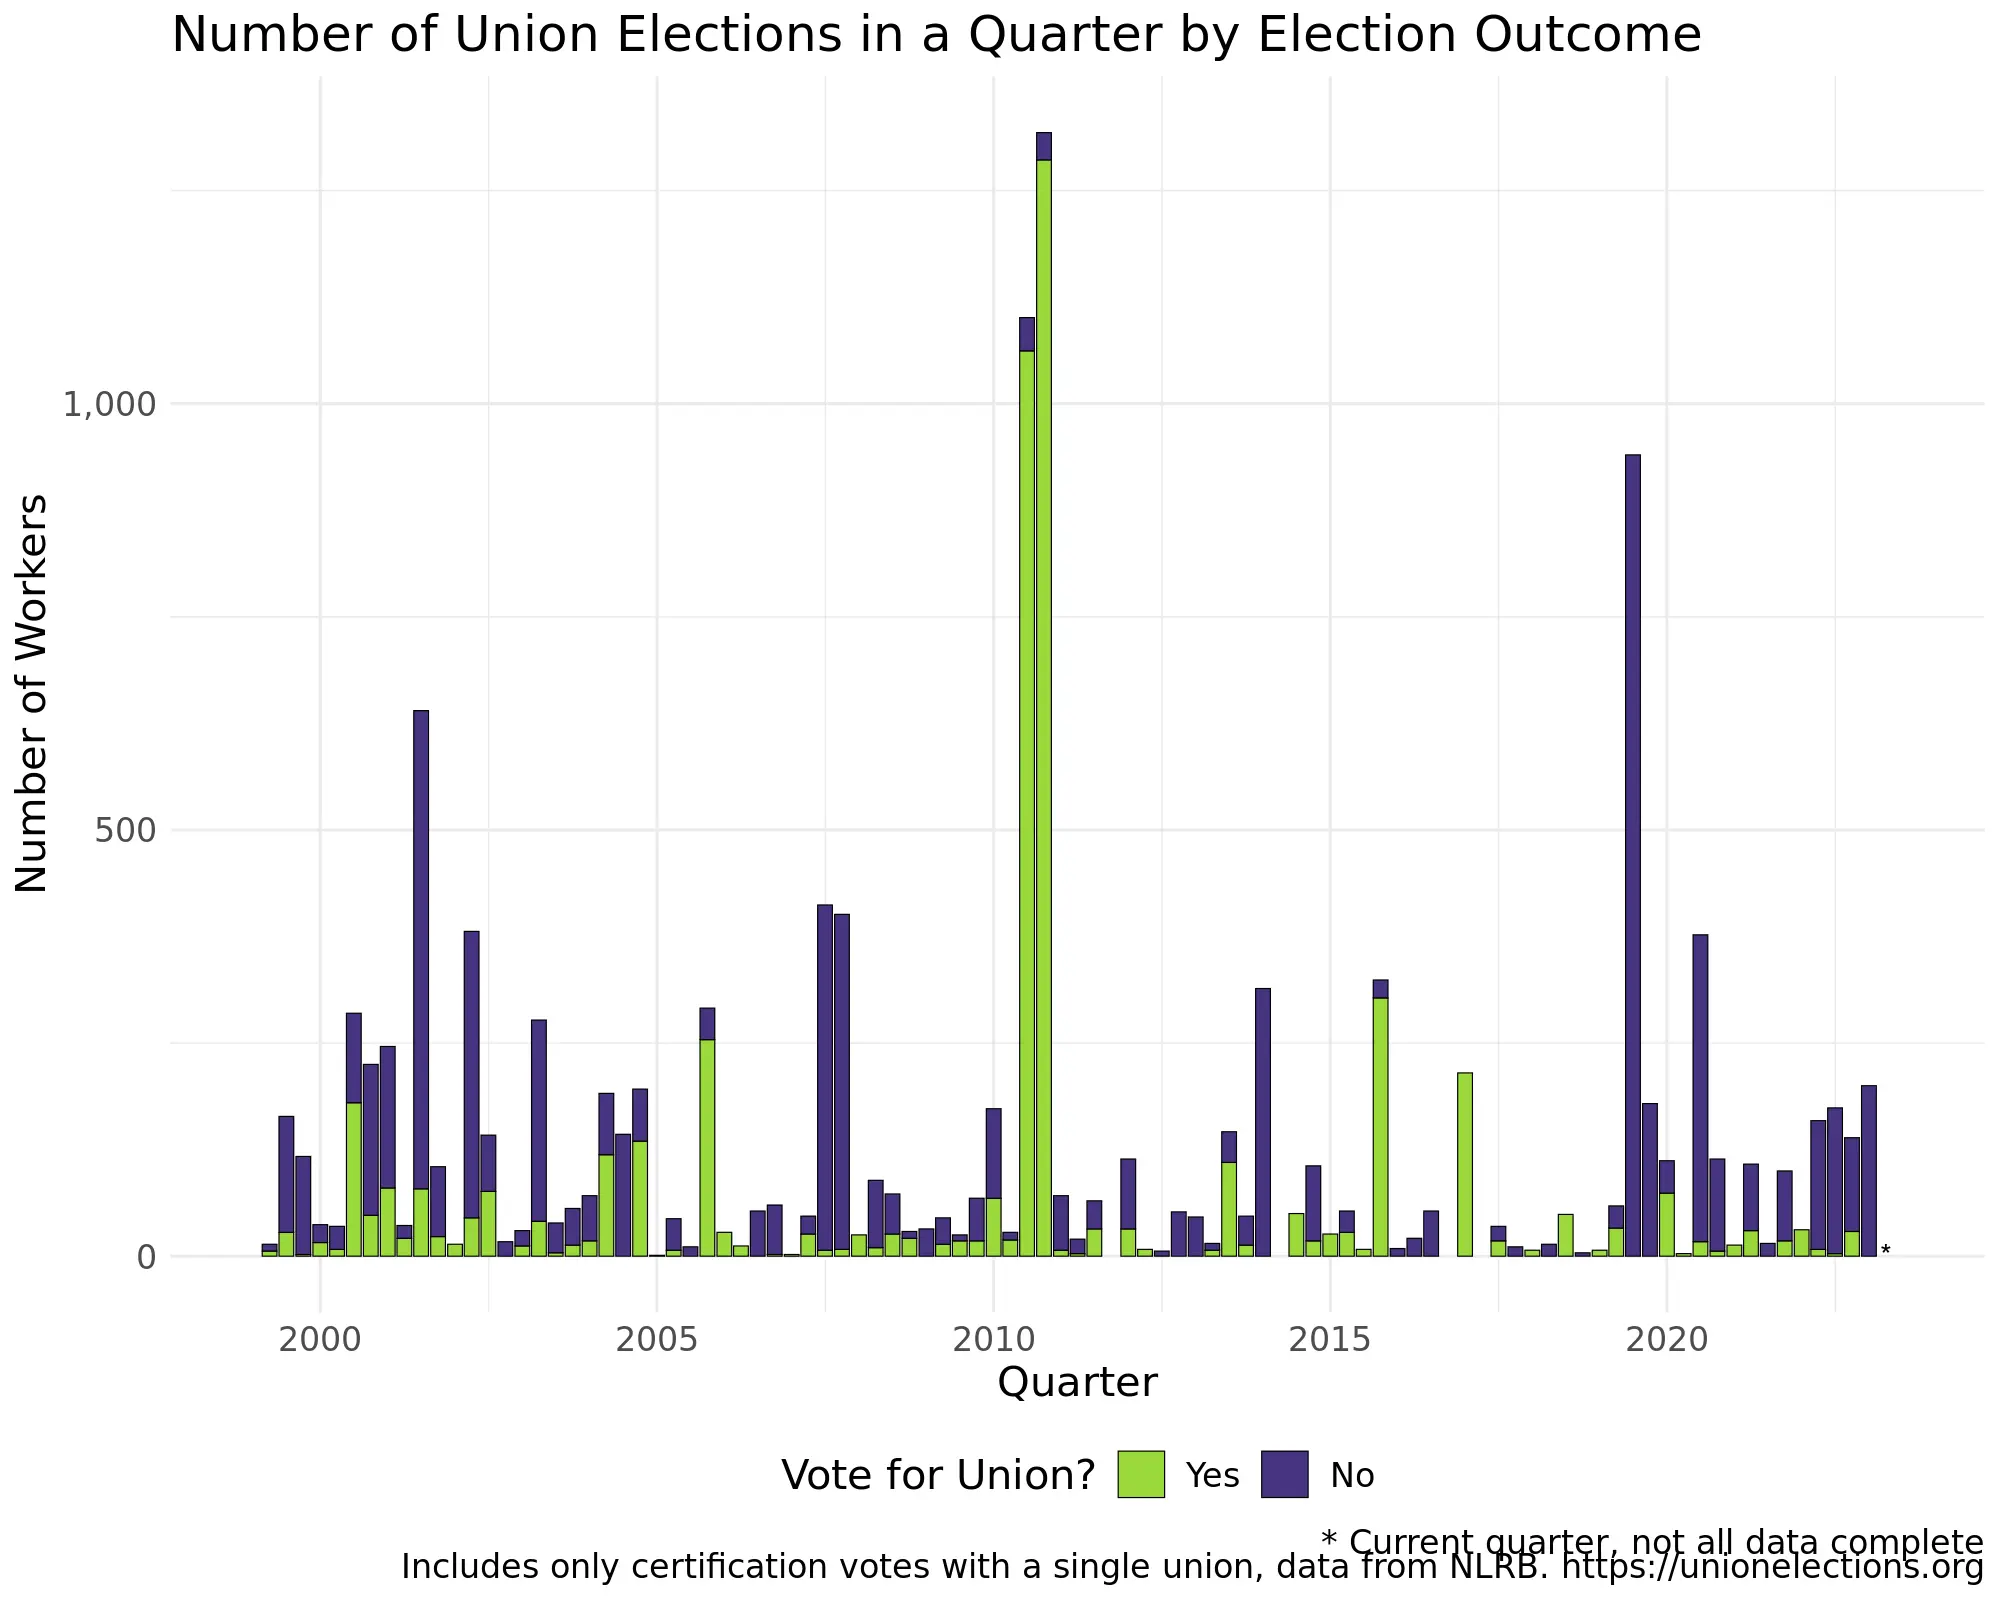 Number of Union Elections in a Quarter by Election Outcome
Number of Workers
1,000
500
0
*
2000 2005 2010 2015 2020
Quarter
Vote for Union? Yes No
* Current quarter, not all data complete
Includes only certification votes with a single union, data from NLRB. https://unionelections.org